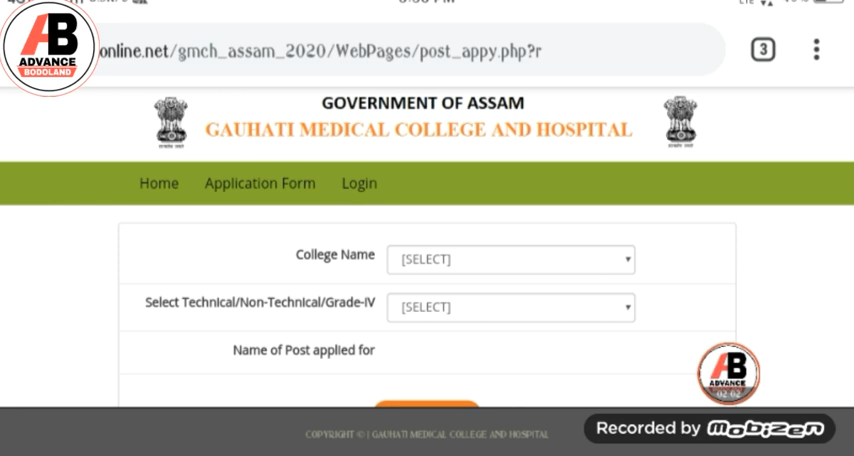 AB
ADVANCE
BODOLAND
online.net/gmch_assam_2020/WebPages/post_appy.php?r
3
GOVERNMENT OF ASSAM
GAUHATI MEDICAL COLLEGE AND HOSPITAL
Home Application Form Login
College Name [SELECT]
Select Technical/Non-Technical/Grade-IV [SELECT]
Name of Post applied for
AB
ADVANCE
02:02
COPYRIGHT © | GAUHATI MEDICAL COLLEGE AND HOSPITAL
Recorded by Mobizen